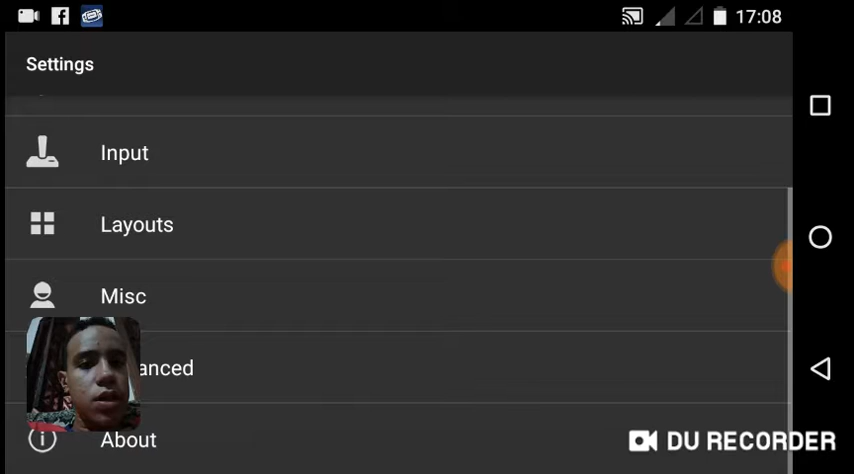 17:08
Settings
Input
Layouts
Misc
anced
About
DU RECORDER